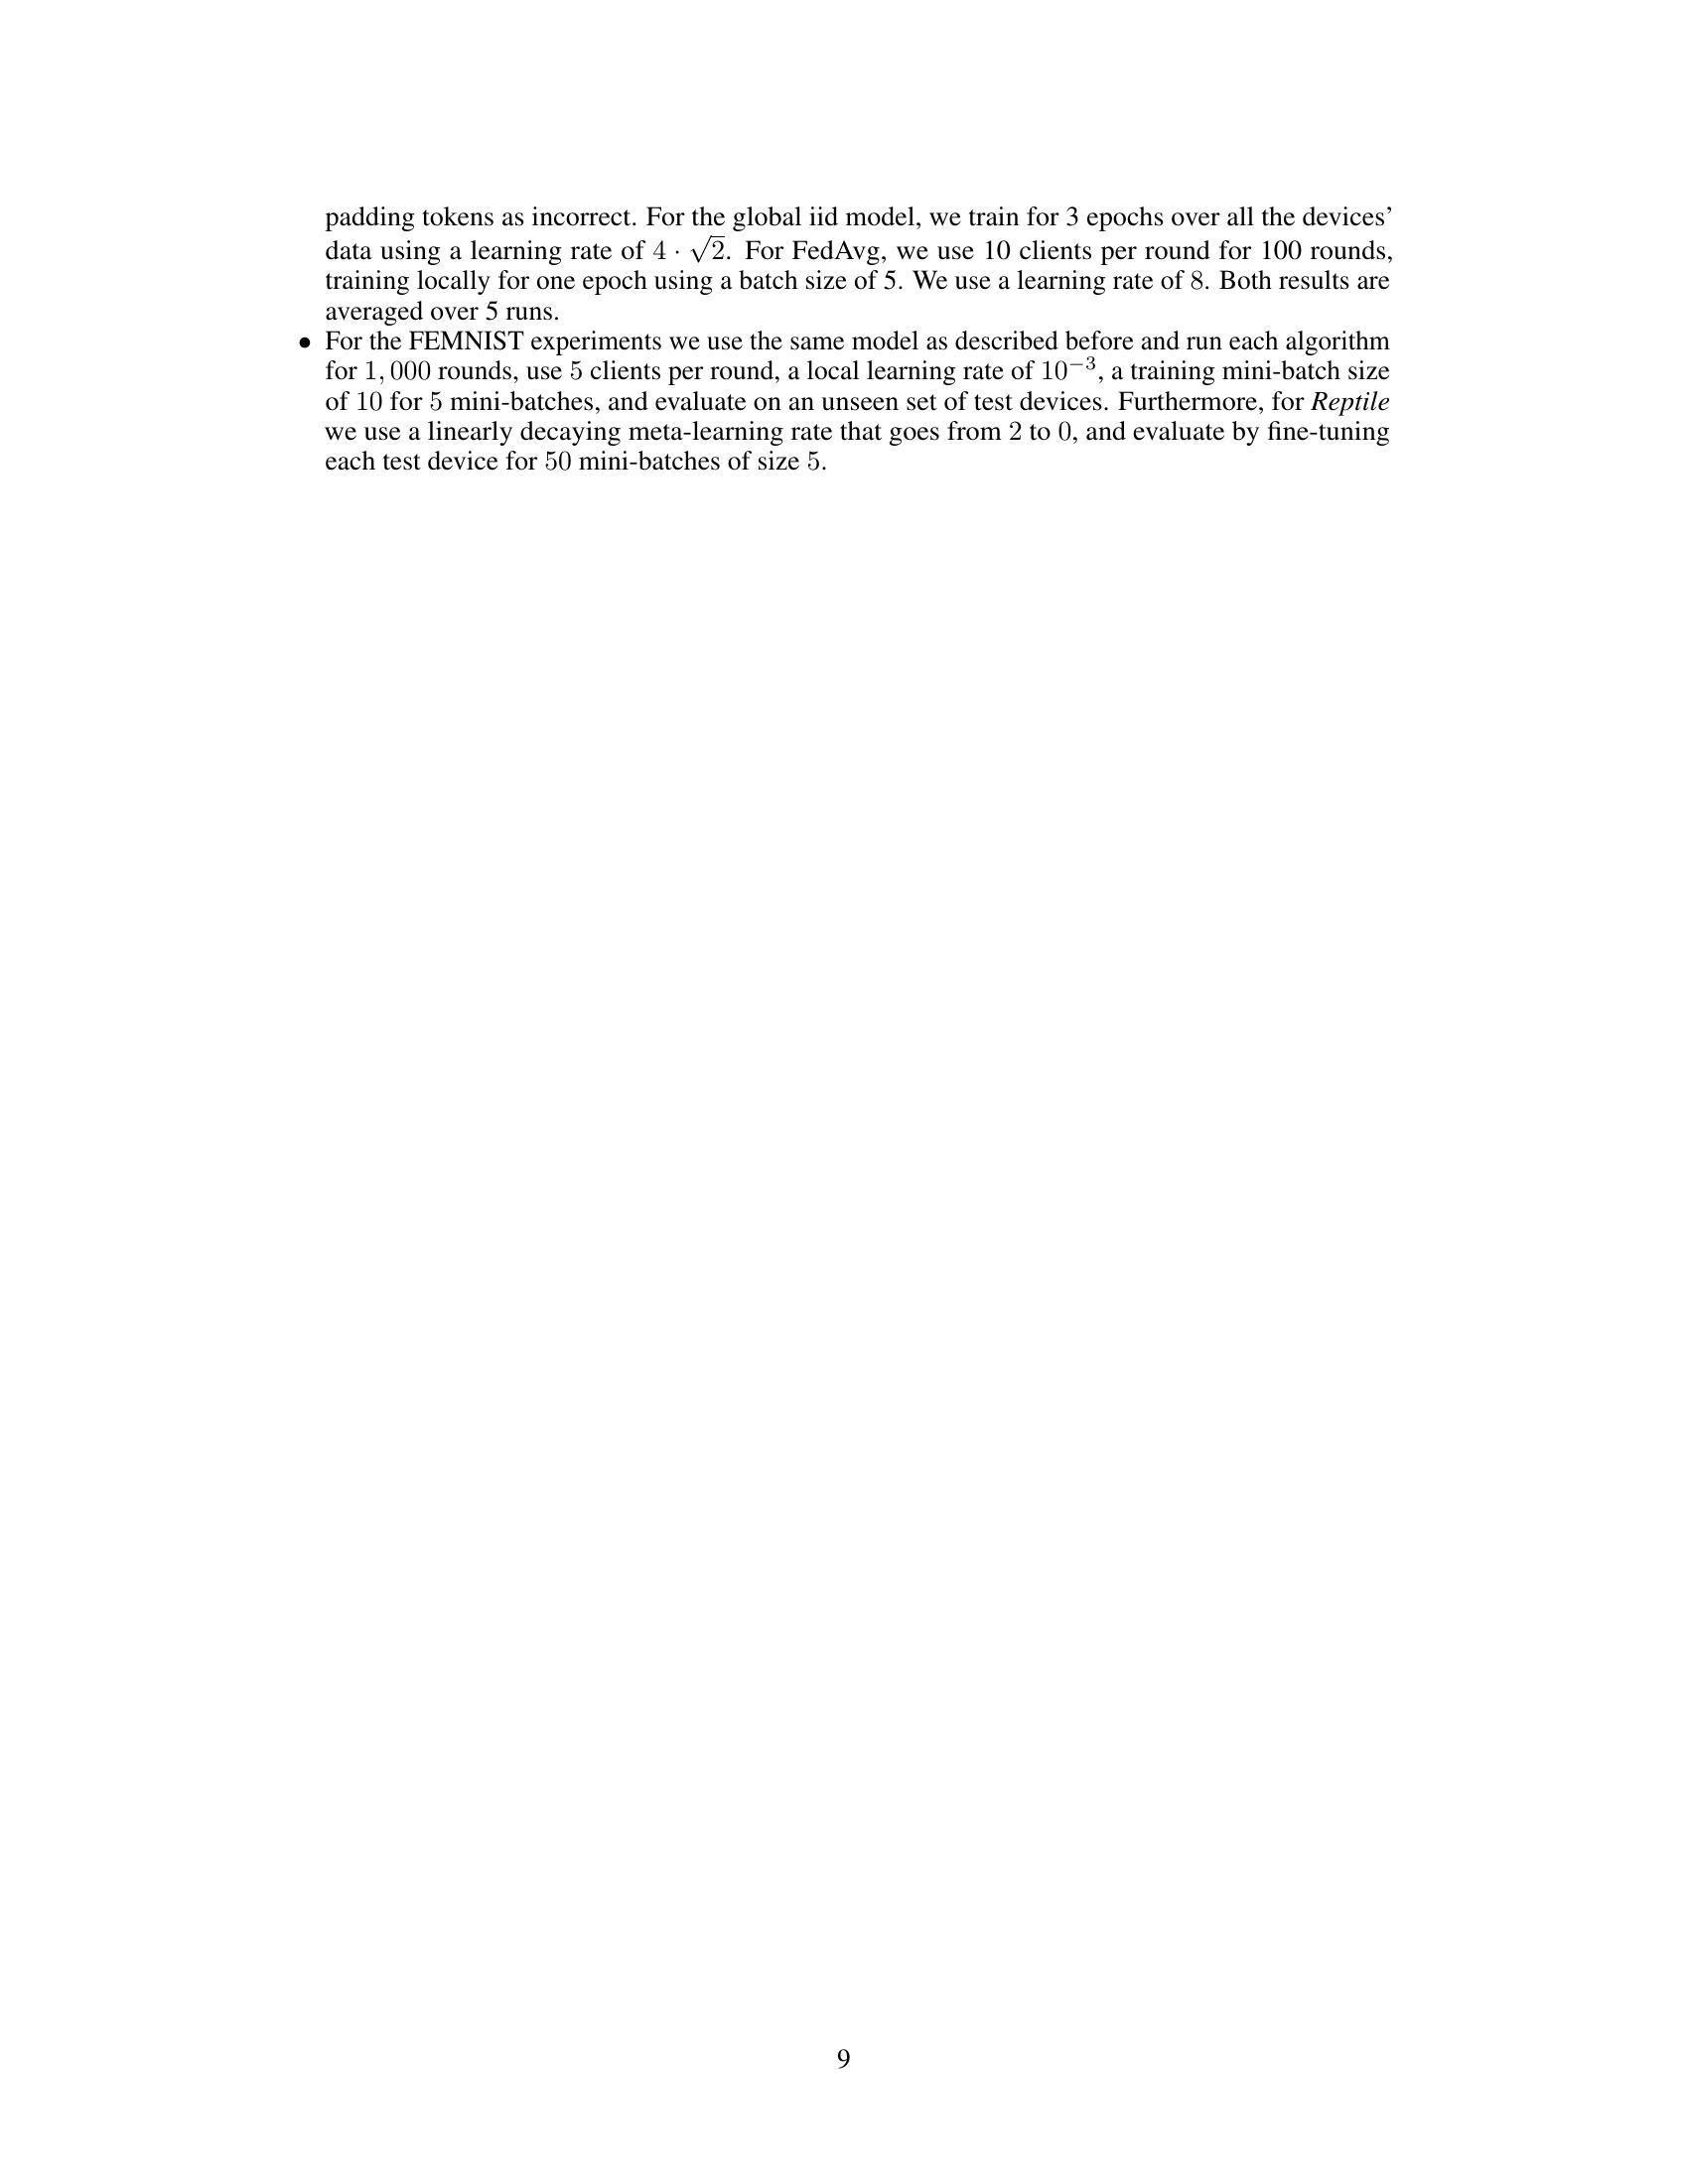 padding tokens as incorrect. For the global iid model, we train for 3 epochs over all the devices’
data using a learning rate of 4 · √2. For FedAvg, we use 10 clients per round for 100 rounds,
training locally for one epoch using a batch size of 5. We use a learning rate of 8. Both results are
averaged over 5 runs.
• For the FEMNIST experiments we use the same model as described before and run each algorithm
for 1, 000 rounds, use 5 clients per round, a local learning rate of 10⁻³, a training mini-batch size
of 10 for 5 mini-batches, and evaluate on an unseen set of test devices. Furthermore, for Reptile
we use a linearly decaying meta-learning rate that goes from 2 to 0, and evaluate by fine-tuning
each test device for 50 mini-batches of size 5.
9